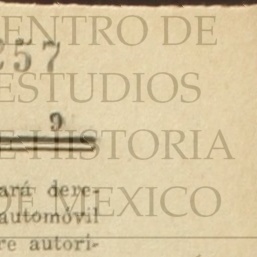 ENTRO DE
257
ESTUDIOS
9
E HISTORIA
ará dere-
DE MEXICO
automóvil
re autori-